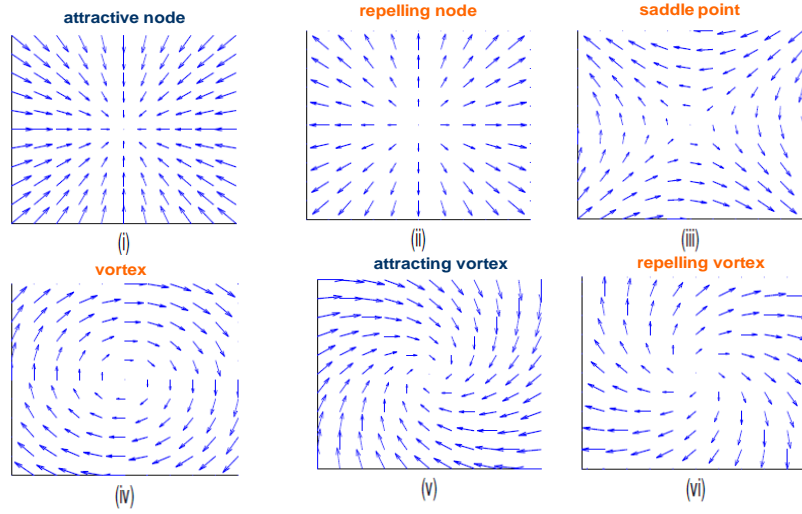 attractive node
repelling node
saddle point
(i)
(ii)
(iii)
vortex
attracting vortex
repelling vortex
(iv)
(v)
(vi)